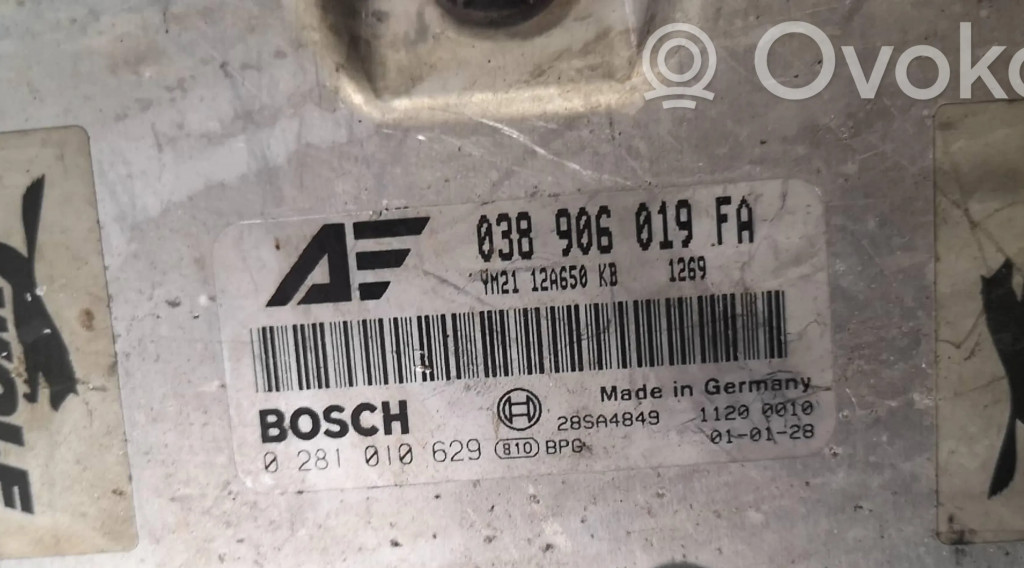 Ovoko
AF
038 906 019 FA
YM21 12A650 KB 1269
Made in Germany
BOSCH
28SA4849 1120 0010
01-01-28
0 281 010 629 810 BPG